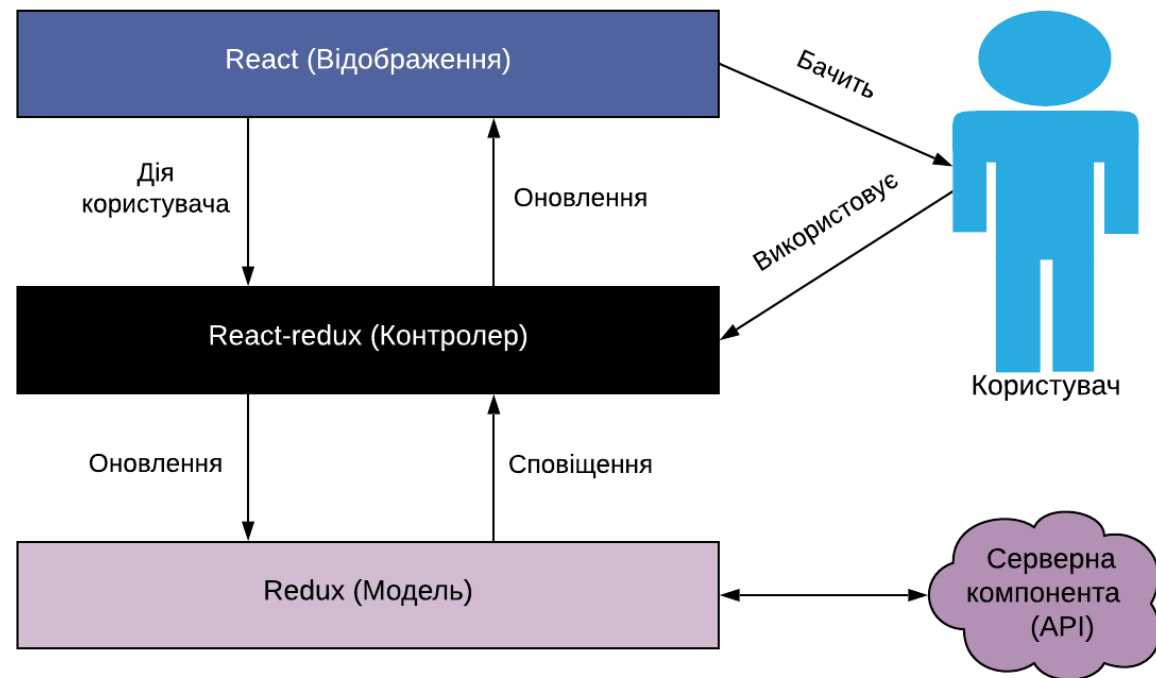 React (Відображення)
Бачить
Дія
користувача
Оновлення
Використовує
React-redux (Контролер)
Користувач
Оновлення
Сповіщення
Redux (Модель)
Серверна
компонента
(API)